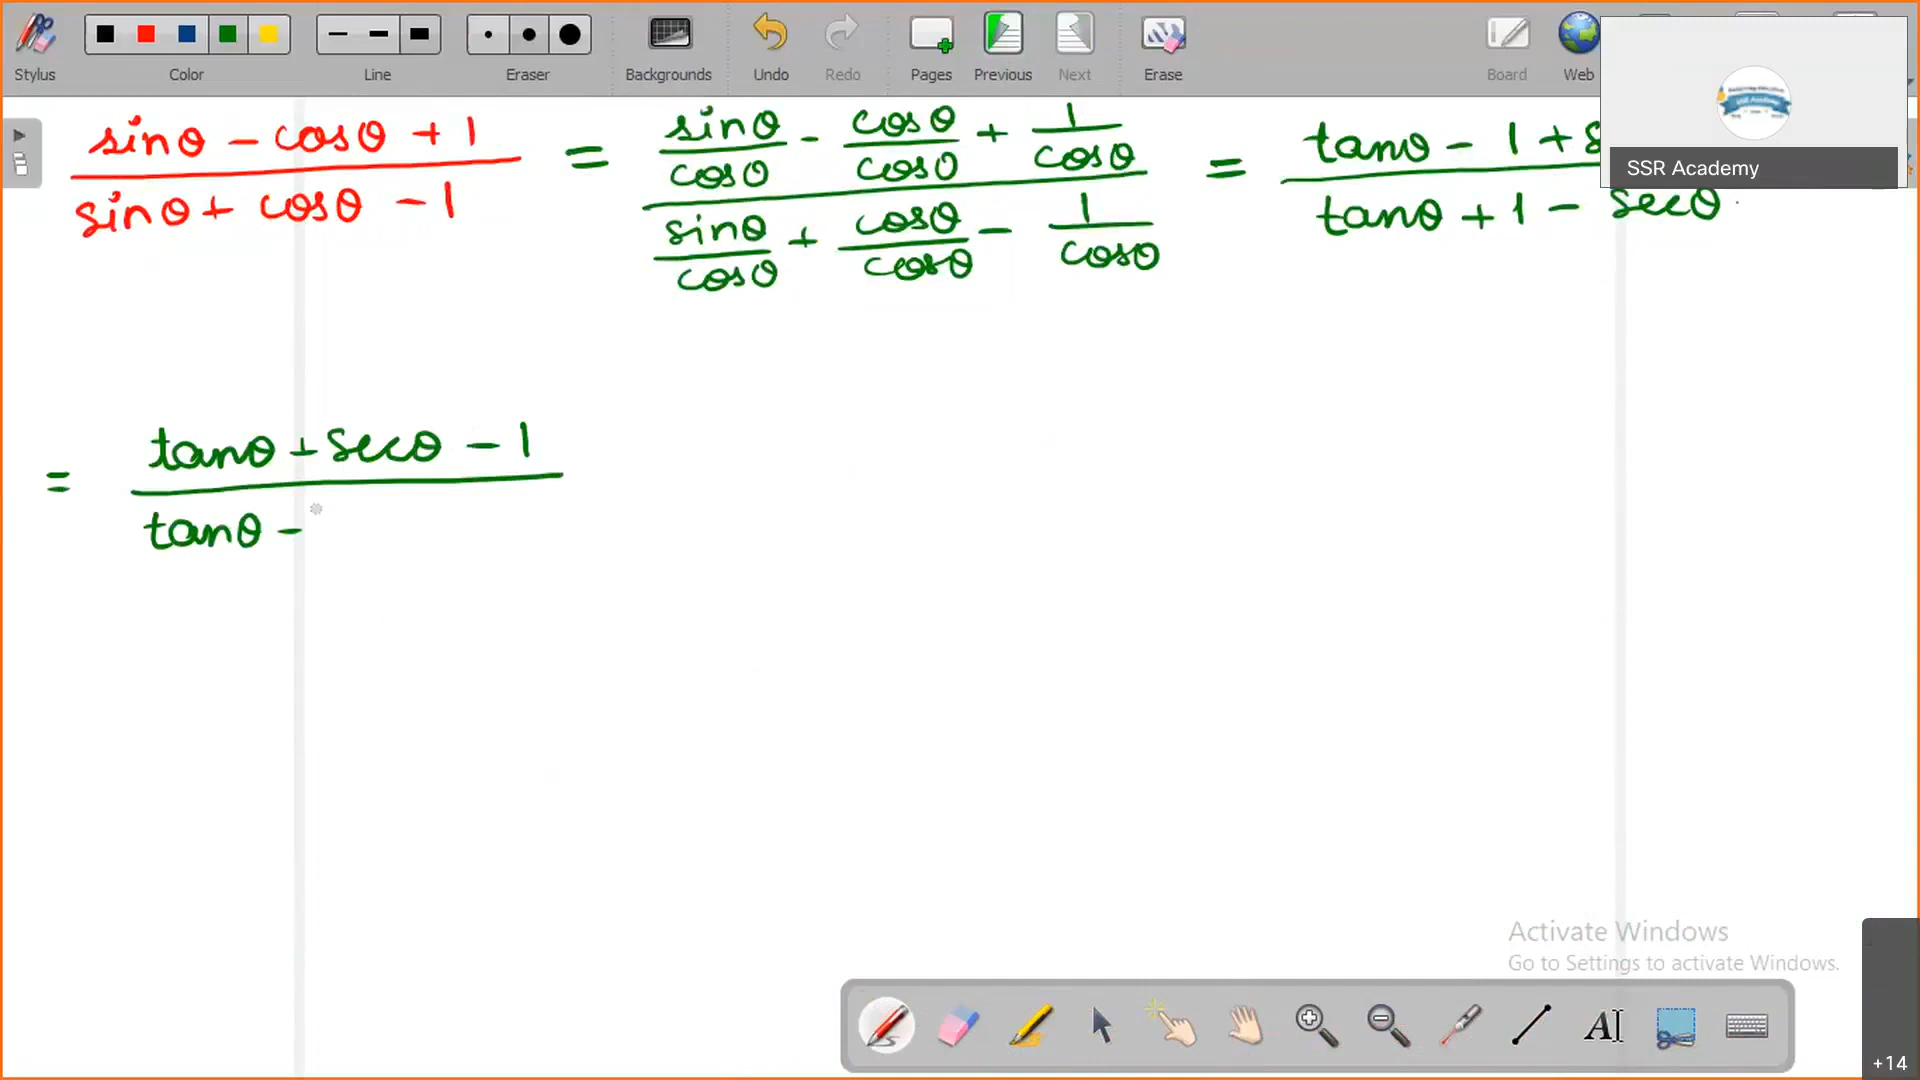 Stylus Color Line Eraser Backgrounds Undo Redo Pages Previous Next Erase Board Web
SSR Academy
sinθ - cosθ + 1 / sinθ + cosθ - 1 = sinθ/cosθ - cosθ/cosθ + 1/cosθ / sinθ/cosθ + cosθ/cosθ - 1/cosθ = tanθ - 1 + s / tanθ + 1 - secθ
= tanθ + secθ - 1 / tanθ -
Activate Windows
Go to Settings to activate Windows.
+14